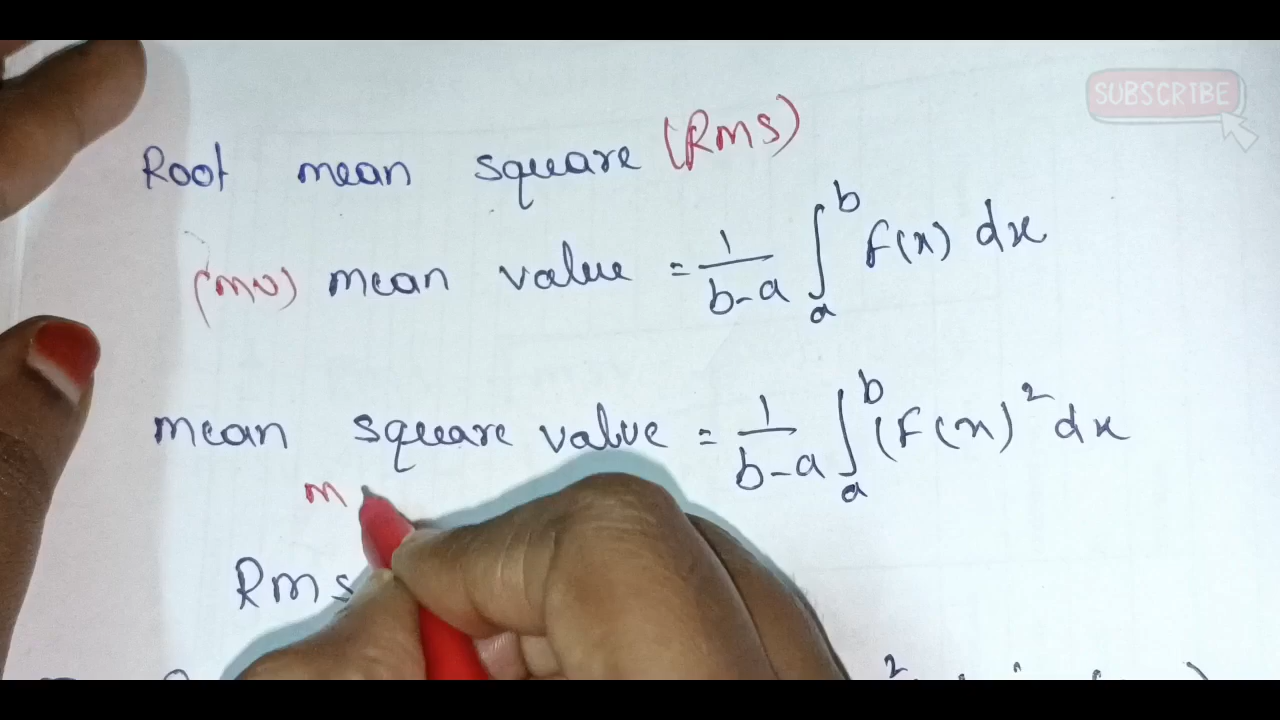 SUBSCRIBE
Root mean square (Rms)
(mv) mean value = 1/b-a ∫_a^b f(x) dx
mean square value = 1/b-a ∫_a^b (f(x)^2 dx
m
Rms